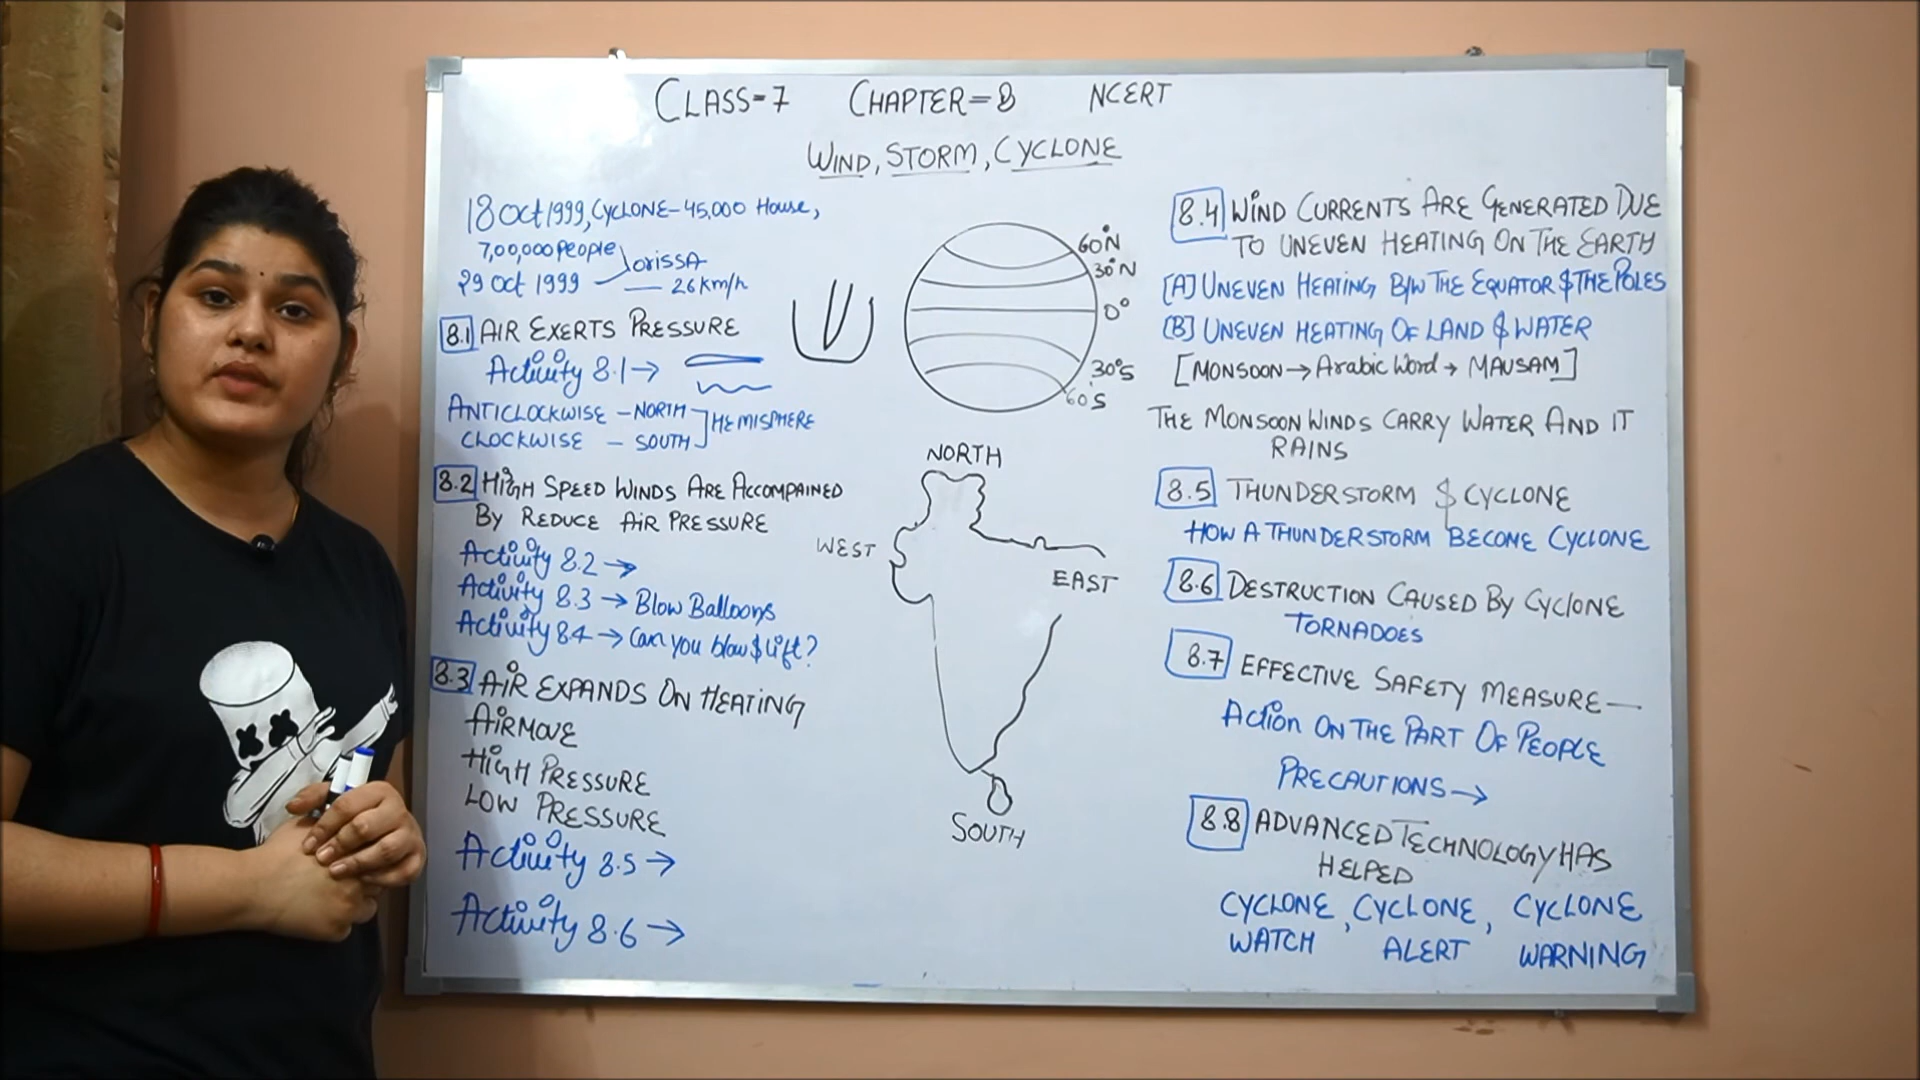 CLASS=7 CHAPTER=8 NCERT
WIND, STORM, CYCLONE
18 Oct 1999, CYCLONE-45,000 House,
7,00,000 People
orissA
29 Oct 1999 — 26 km/h
8.1 AIR EXERTS PRESSURE
Activity 8.1→
ANTICLOCKWISE - NORTH
CLOCKWISE - SOUTH
HEMISPHERE
8.2 HIGH SPEED WINDS ARE ACCOMPAINED
BY REDUCE AIR PRESSURE
Activity 8.2 →
Activity 8.3 → Blow Balloons
Activity 8.4 → Can you blow & lift?
8.3 AIR EXPANDS ON HEATING
AIR MOVE
HIGH PRESSURE
LOW PRESSURE
Activity 8.5 →
Activity 8.6 →
60°N
30°N
0°
30°S
60°S
NORTH
WEST
EAST
SOUTH
8.4 WIND CURRENTS ARE GENERATED DUE
TO UNEVEN HEATING ON THE EARTH
[A] UNEVEN HEATING B/W THE EQUATOR & THE POLES
[B] UNEVEN HEATING OF LAND & WATER
[MONSOON → Arabic Word → MAUSAM]
THE MONSOON WINDS CARRY WATER AND IT
RAINS
8.5 THUNDERSTORM & CYCLONE
HOW A THUNDERSTORM BECOME CYCLONE
8.6 DESTRUCTION CAUSED BY CYCLONE
TORNADOES
8.7 EFFECTIVE SAFETY MEASURE—
Action ON THE PART OF PEOPLE
PRECAUTIONS →
8.8 ADVANCED TECHNOLOGY HAS
HELPED
CYCLONE, CYCLONE, CYCLONE
WATCH ALERT WARNING